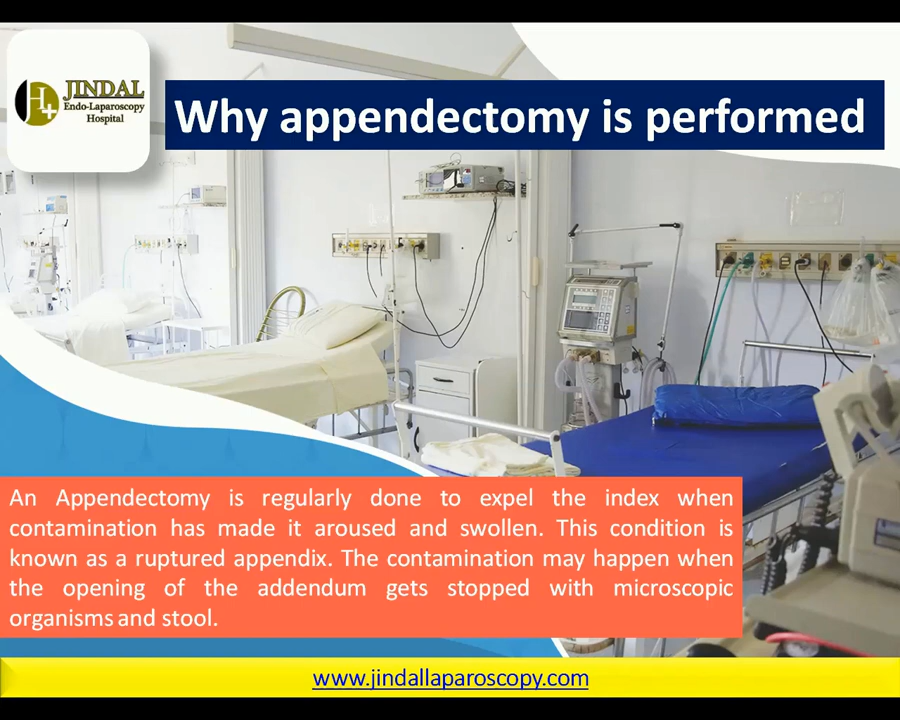 JINDAL
Endo-Laparoscopy
Hospital
Why appendectomy is performed
An Appendectomy is regularly done to expel the index when
contamination has made it aroused and swollen. This condition is
known as a ruptured appendix. The contamination may happen when
the opening of the addendum gets stopped with microscopic
organisms and stool.
www.jindallaparoscopy.com